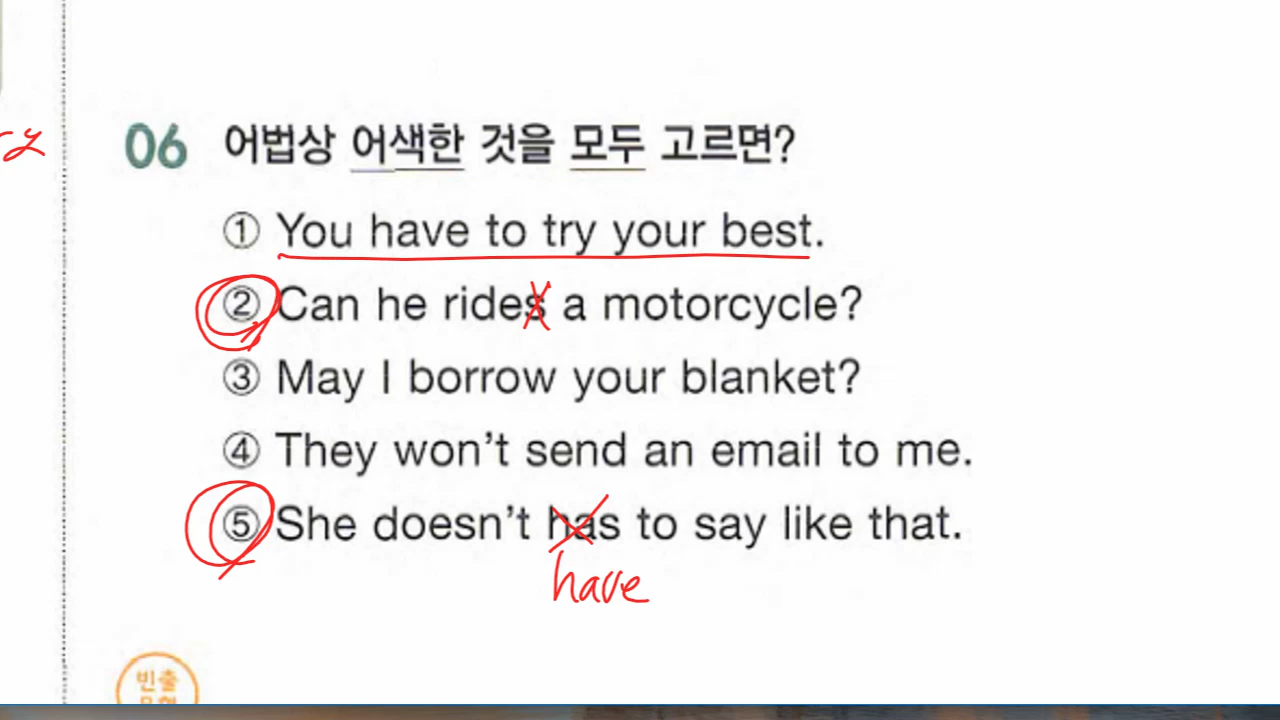 06 어법상 어색한 것을 모두 고르면?
① You have to try your best.
② Can he rides a motorcycle?
③ May I borrow your blanket?
④ They won't send an email to me.
⑤ She doesn't has to say like that.
have
빈출